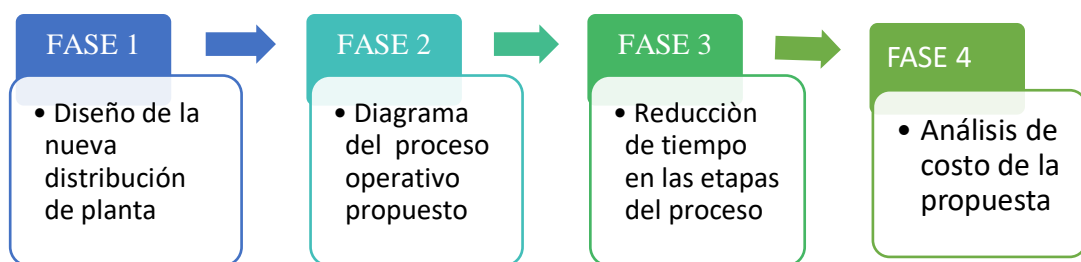 FASE 1
• Diseño de la
nueva
distribución
de planta
FASE 2
• Diagrama
del proceso
operativo
propuesto
FASE 3
• Reducciòn
de tiempo
en las etapas
del proceso
FASE 4
• Análisis de
costo de la
propuesta